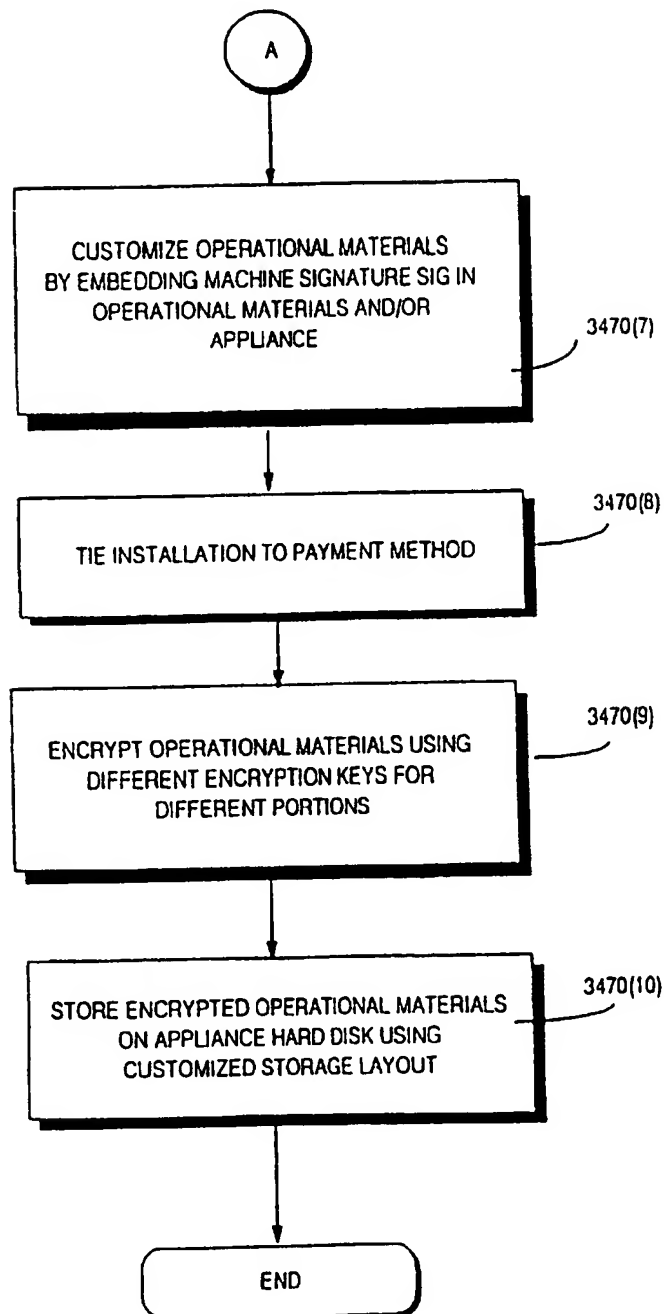 A
CUSTOMIZE OPERATIONAL MATERIALS
BY EMBEDDING MACHINE SIGNATURE SIG IN
OPERATIONAL MATERIALS AND/OR
APPLIANCE
3470(7)
TIE INSTALLATION TO PAYMENT METHOD
3470(8)
ENCRYPT OPERATIONAL MATERIALS USING
DIFFERENT ENCRYPTION KEYS FOR
DIFFERENT PORTIONS
3470(9)
STORE ENCRYPTED OPERATIONAL MATERIALS
ON APPLIANCE HARD DISK USING
CUSTOMIZED STORAGE LAYOUT
3470(10)
END